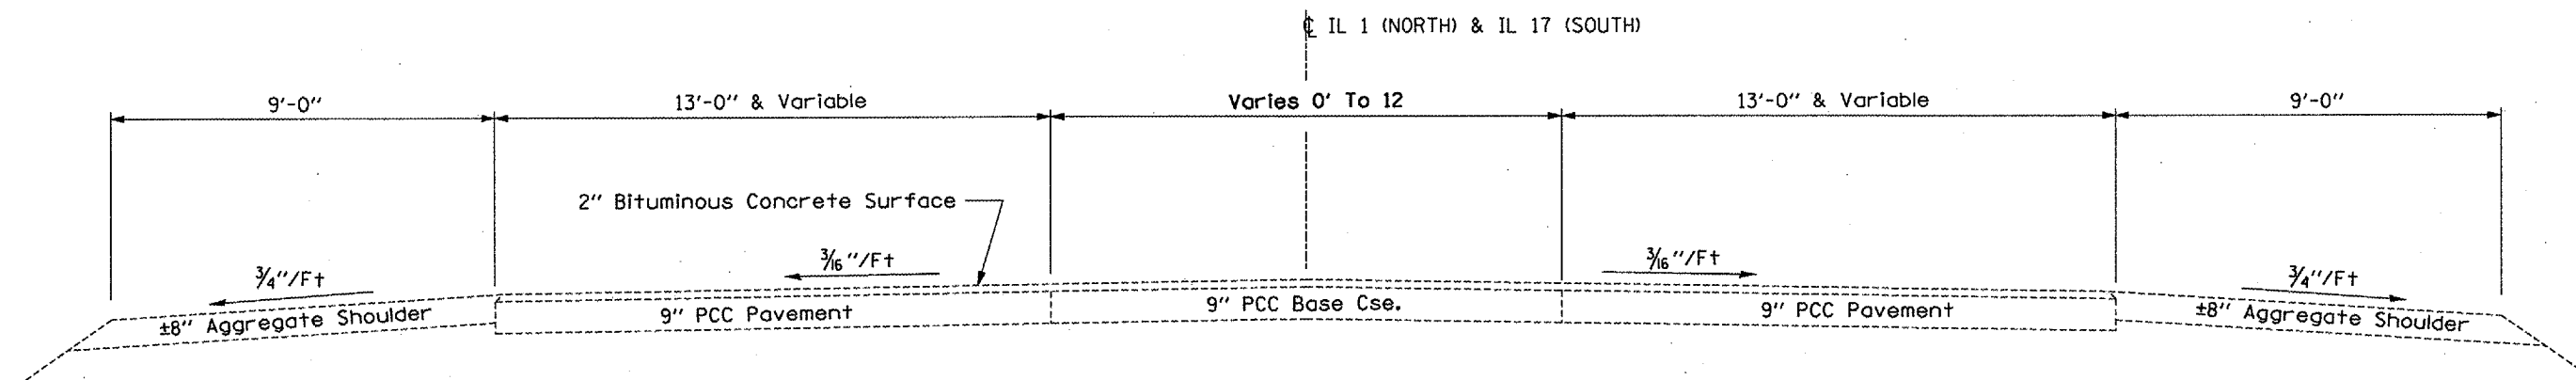 ℄ IL 1 (NORTH) & IL 17 (SOUTH)
9'-0" 13'-0" & Variable Varies 0' To 12 13'-0" & Variable 9'-0"
2" Bituminous Concrete Surface
3/4"/Ft 3/16"/Ft 3/16"/Ft 3/4"/Ft
±8" Aggregate Shoulder 9" PCC Pavement 9" PCC Base Cse. 9" PCC Pavement ±8" Aggregate Shoulder